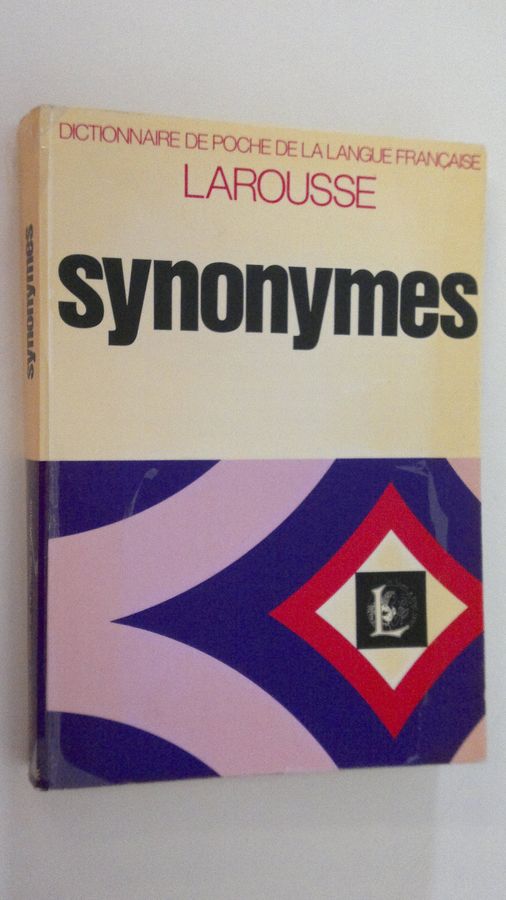 DICTIONNAIRE DE POCHE DE LA LANGUE FRANÇAISE
LAROUSSE
synonymes
synonymes
L